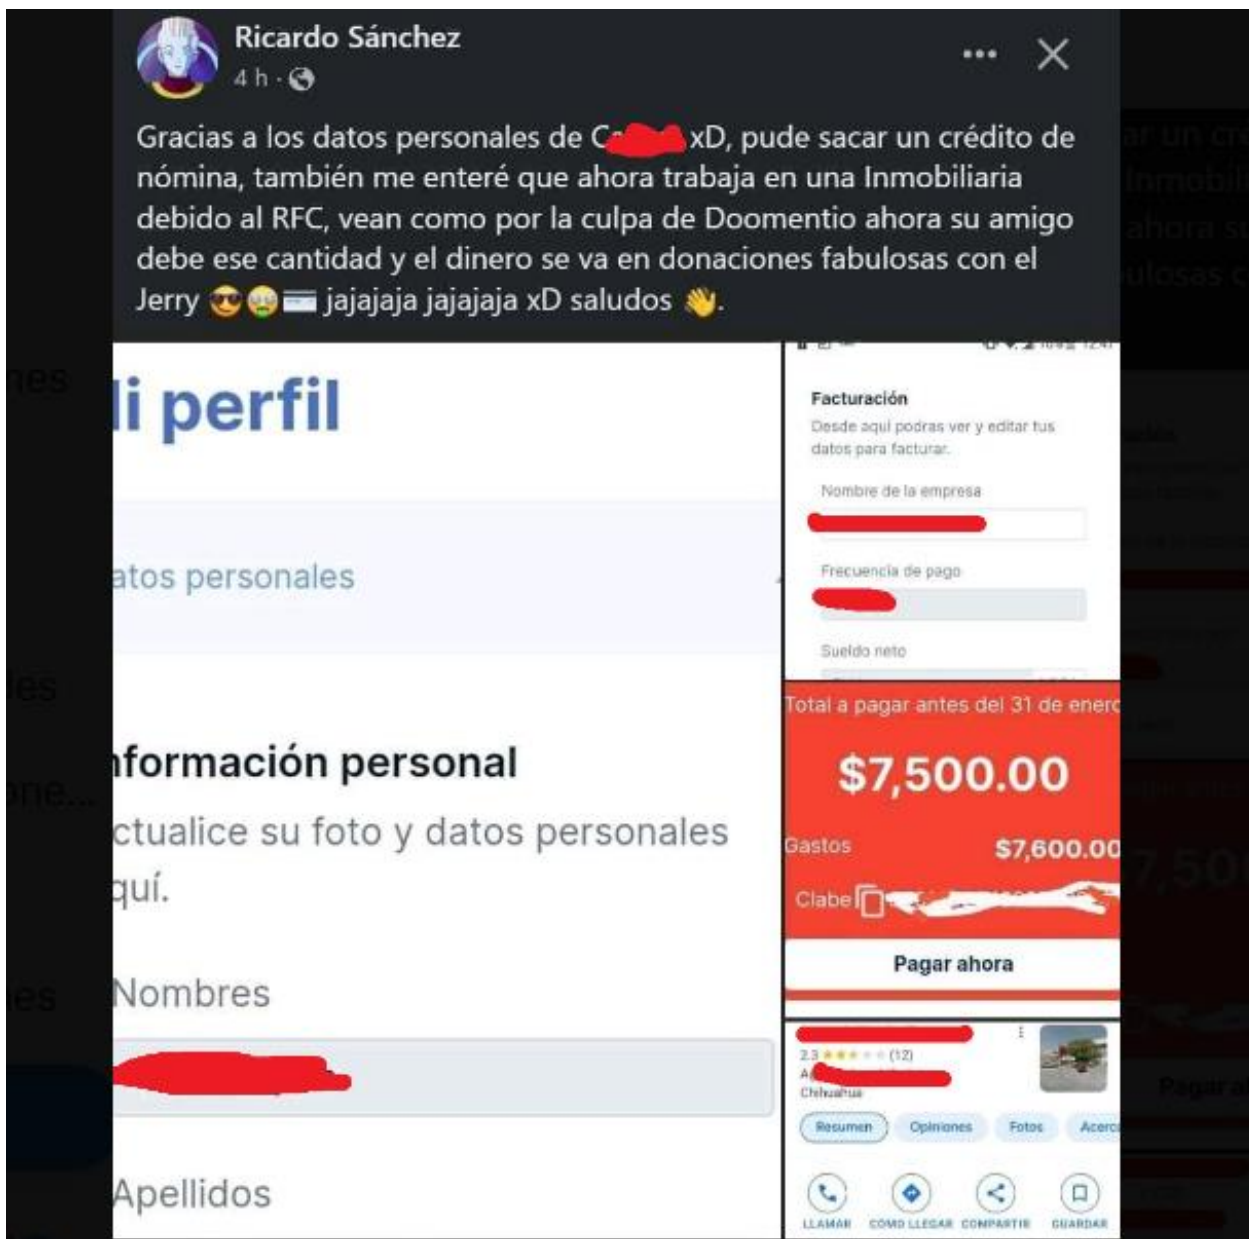 Ricardo Sánchez
4 h
Gracias a los datos personales de C xD, pude sacar un crédito de
nómina, también me enteré que ahora trabaja en una Inmobiliaria
debido al RFC, vean como por la culpa de Doomentio ahora su amigo
debe ese cantidad y el dinero se va en donaciones fabulosas con el
Jerry 😎🤑💳 jajajaja jajajaja xD saludos 👋.
li perfil
atos personales
nformación personal
ctualice su foto y datos personales
quí.
Nombres
Apellidos
Facturación
Desde aquí podras ver y editar tus
datos para facturar.
Nombre de la empresa
Frecuencia de pago
Sueldo neto
Total a pagar antes del 31 de enero
$7,500.00
Gastos $7,600.00
Clabe
Pagar ahora
2.3 (12)
Chihuahua
Resumen Opiniones Fotos Acerc
LLAMAR CÓMO LLEGAR COMPARTIR GUARDAR